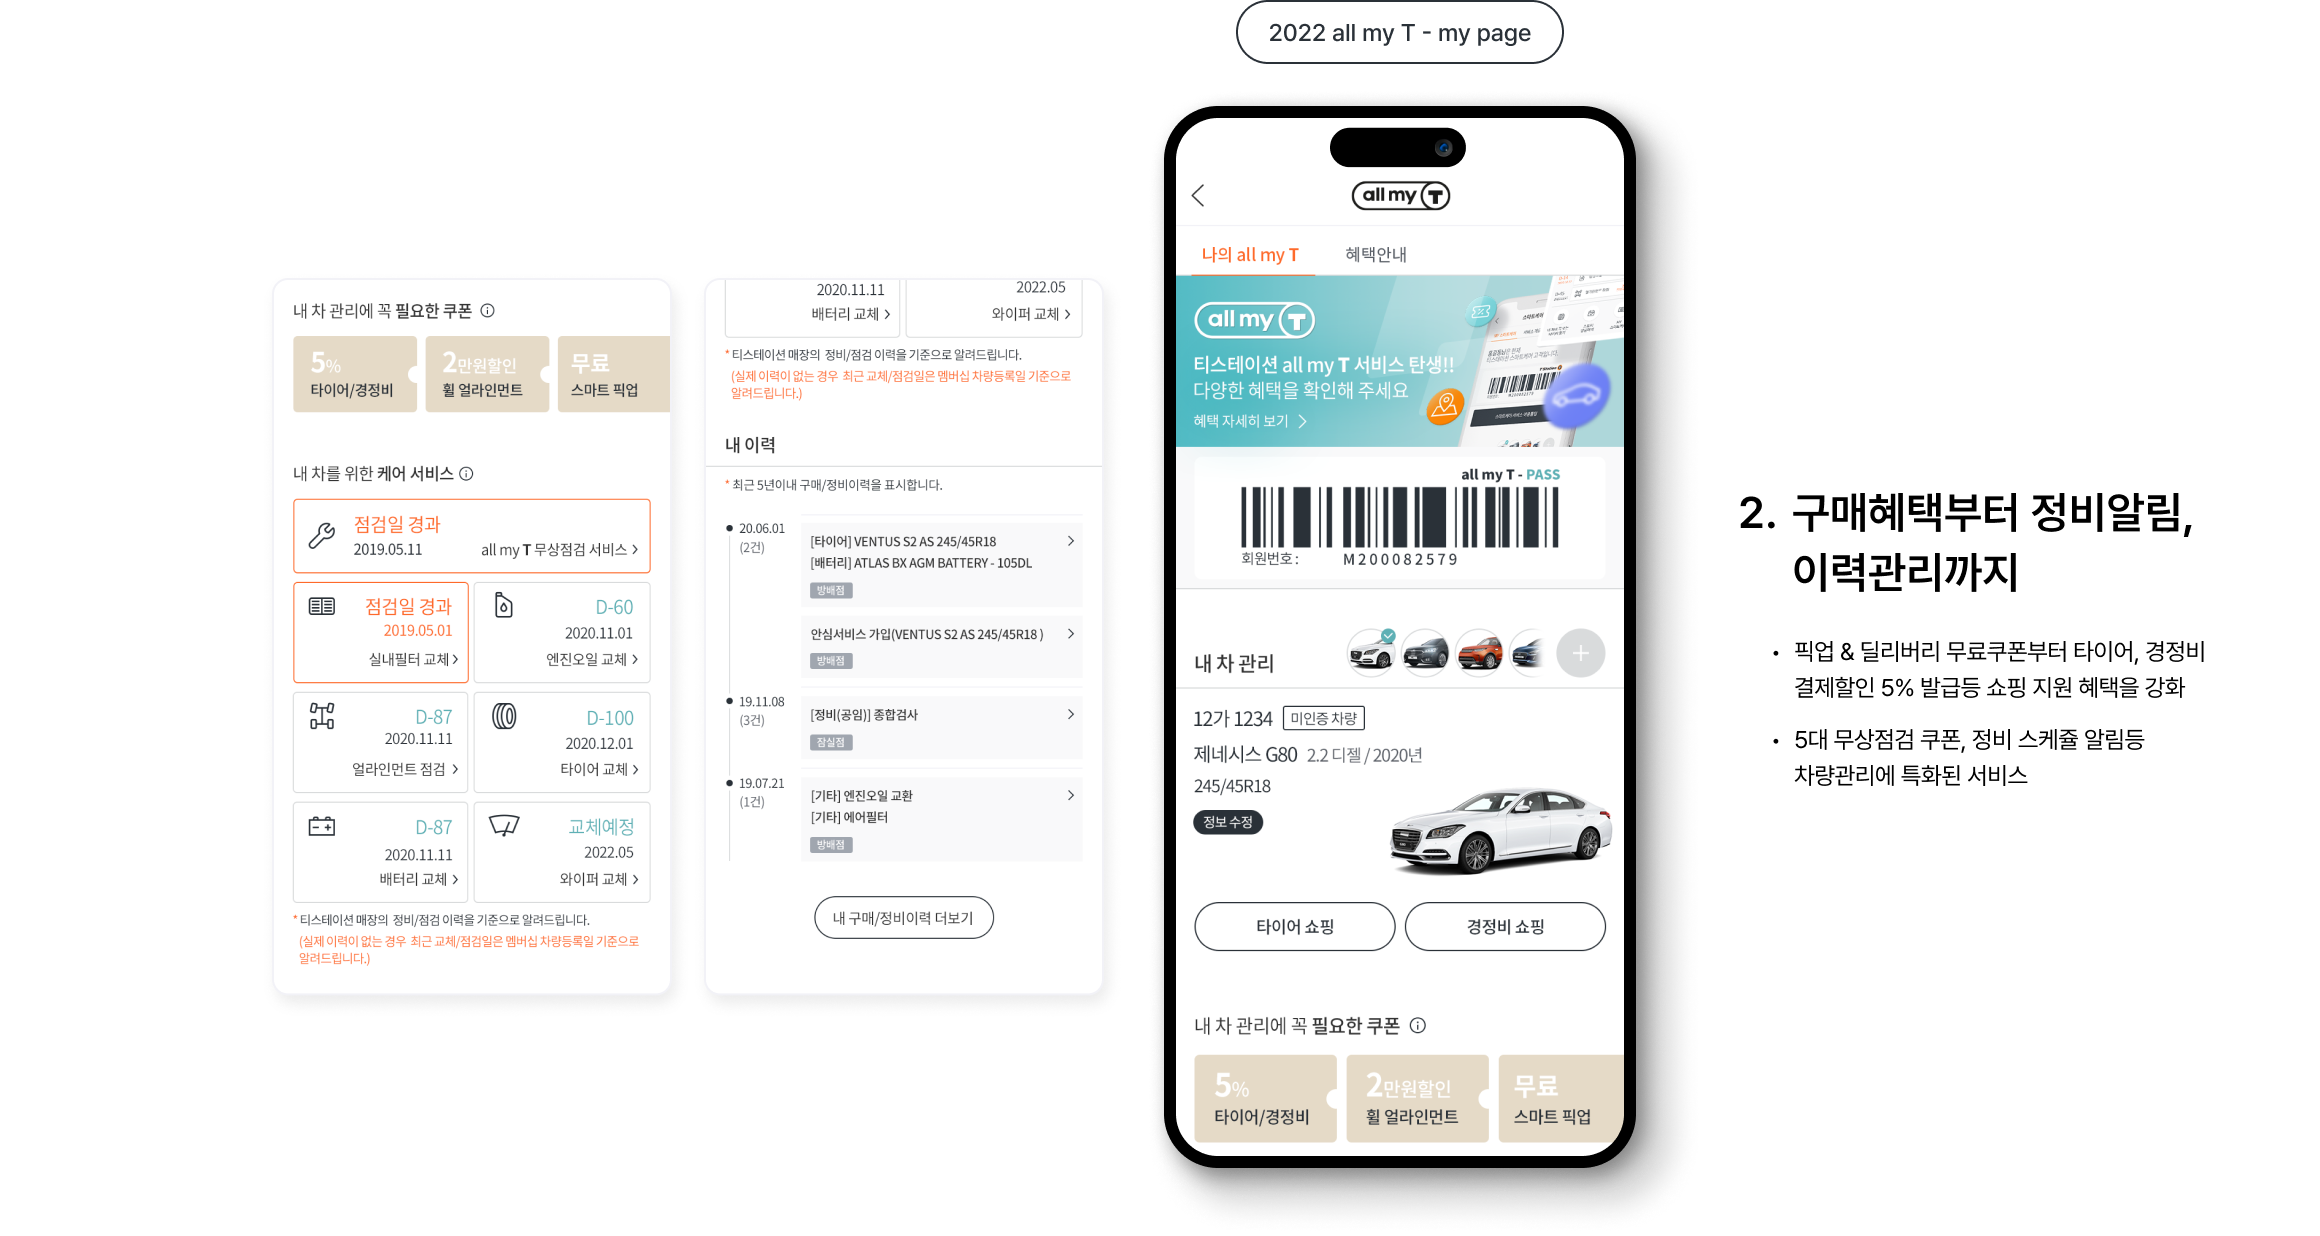 2022 all my T - my page
내 차 관리에 꼭 필요한 쿠폰
5%
타이어/경정비
2만원할인
휠 얼라인먼트
무료
스마트 픽업
내 차를 위한 케어 서비스
점검일 경과
2019.05.11
all my T 무상점검 서비스
점검일 경과
2019.05.01
실내필터 교체
D-60
2020.11.01
엔진오일 교체
D-87
2020.11.11
얼라인먼트 점검
D-100
2020.12.01
타이어 교체
D-87
2020.11.11
배터리 교체
교체예정
2022.05
와이퍼 교체
* 티스테이션 매장의 정비/점검 이력을 기준으로 알려드립니다.
(실제 이력이 없는 경우 최근 교체/점검일은 멤버십 차량등록일 기준으로
알려드립니다.)
2020.11.11
배터리 교체
2022.05
와이퍼 교체
* 티스테이션 매장의 정비/점검 이력을 기준으로 알려드립니다.
(실제 이력이 없는 경우 최근 교체/점검일은 멤버십 차량등록일 기준으로
알려드립니다.)
내 이력
* 최근 5년이내 구매/정비이력을 표시합니다.
20.06.01
(2건)
[타이어] VENTUS S2 AS 245/45R18
[배터리] ATLAS BX AGM BATTERY - 105DL
방배점
안심서비스 가입(VENTUS S2 AS 245/45R18 )
방배점
19.11.08
(3건)
[정비(공임)] 종합검사
잠실점
19.07.21
(1건)
[기타] 엔진오일 교환
[기타] 에어필터
방배점
내 구매/정비이력 더보기
all my T
나의 all my T
혜택안내
all my T
티스테이션 all my T 서비스 탄생!!
다양한 혜택을 확인해 주세요
혜택 자세히 보기
all my T - PASS
회원번호 : M200082579
내 차 관리
12가 1234 미인증 차량
제네시스 G80 2.2 디젤 / 2020년
245/45R18
정보 수정
타이어 쇼핑
경정비 쇼핑
내 차 관리에 꼭 필요한 쿠폰
5%
타이어/경정비
2만원할인
휠 얼라인먼트
무료
스마트 픽업
2. 구매혜택부터 정비알림,
이력관리까지
• 픽업 & 딜리버리 무료쿠폰부터 타이어, 경정비
결제할인 5% 발급등 쇼핑 지원 혜택을 강화
• 5대 무상점검 쿠폰, 정비 스케쥴 알림등
차량관리에 특화된 서비스